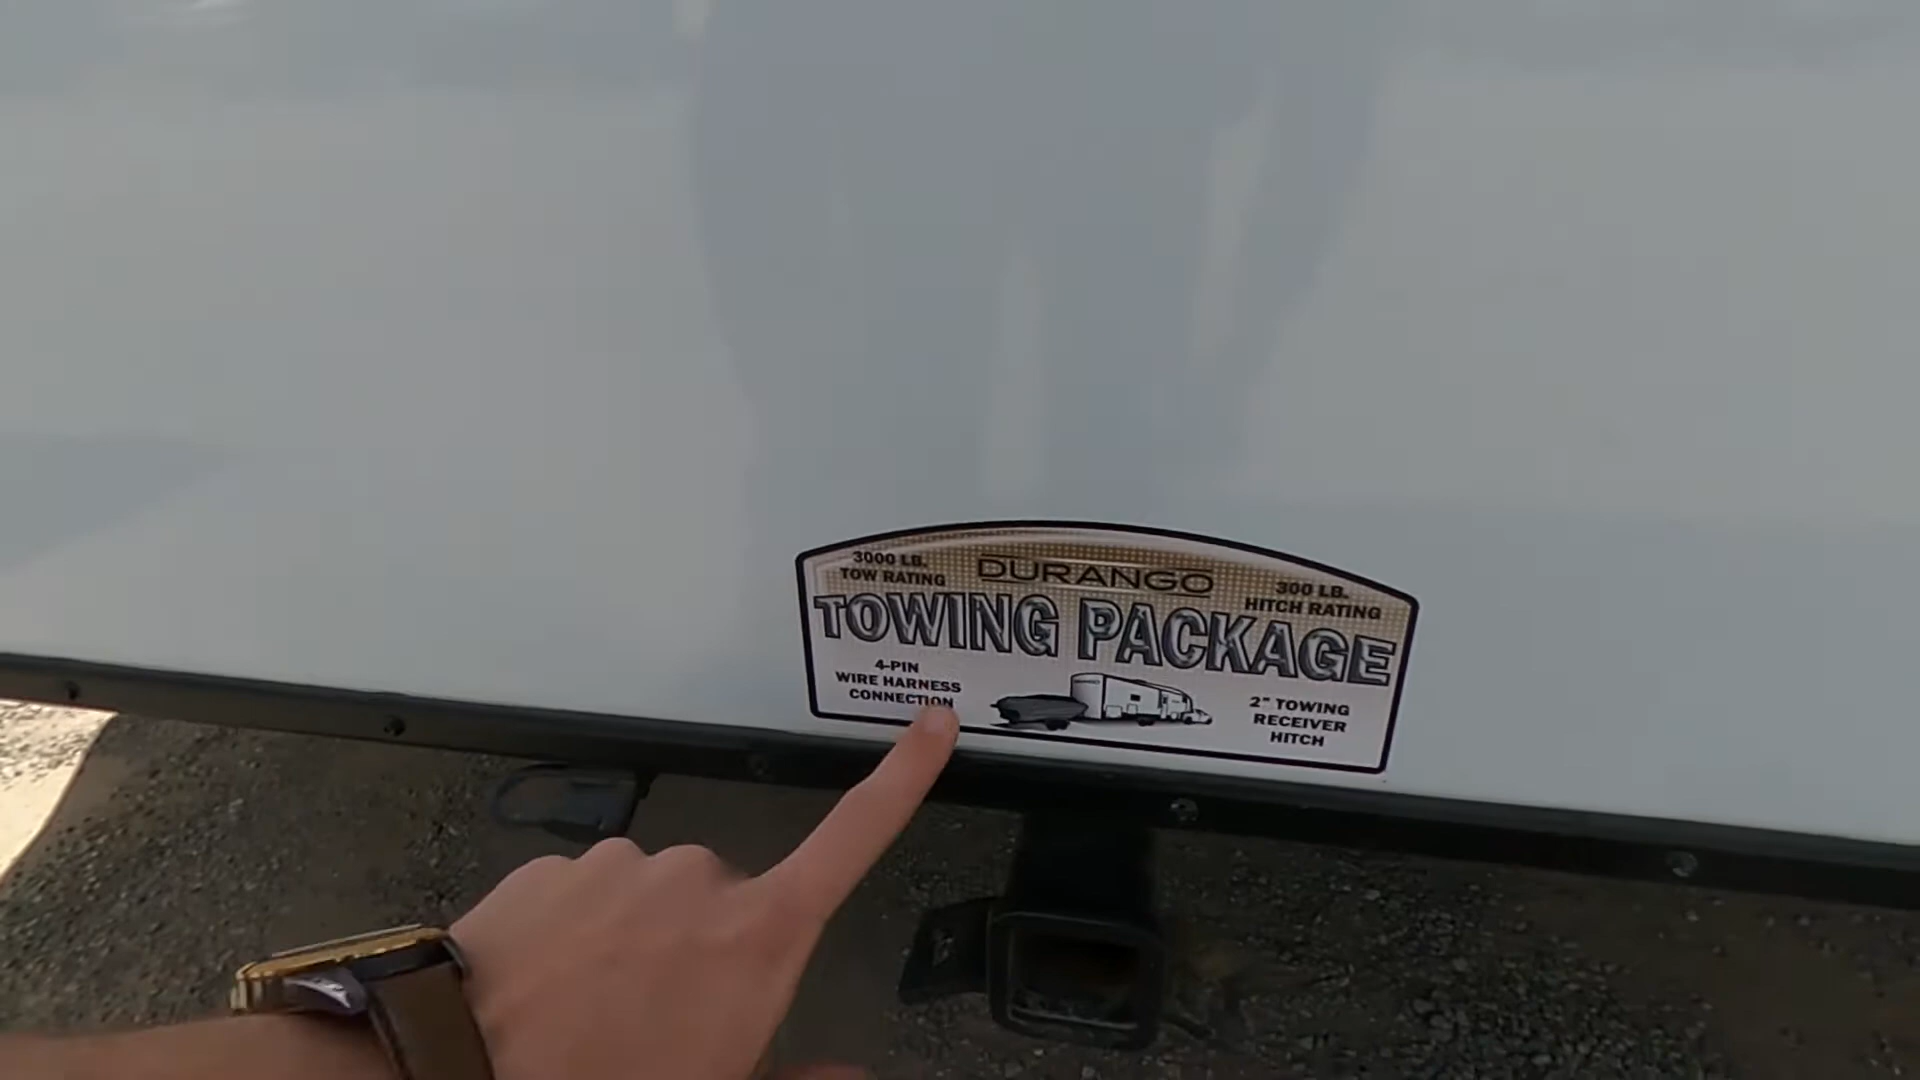 3000 LB.
TOW RATING
DURANGO
300 LB.
HITCH RATING
TOWING PACKAGE
4-PIN
WIRE HARNESS
CONNECTION
2" TOWING
RECEIVER
HITCH